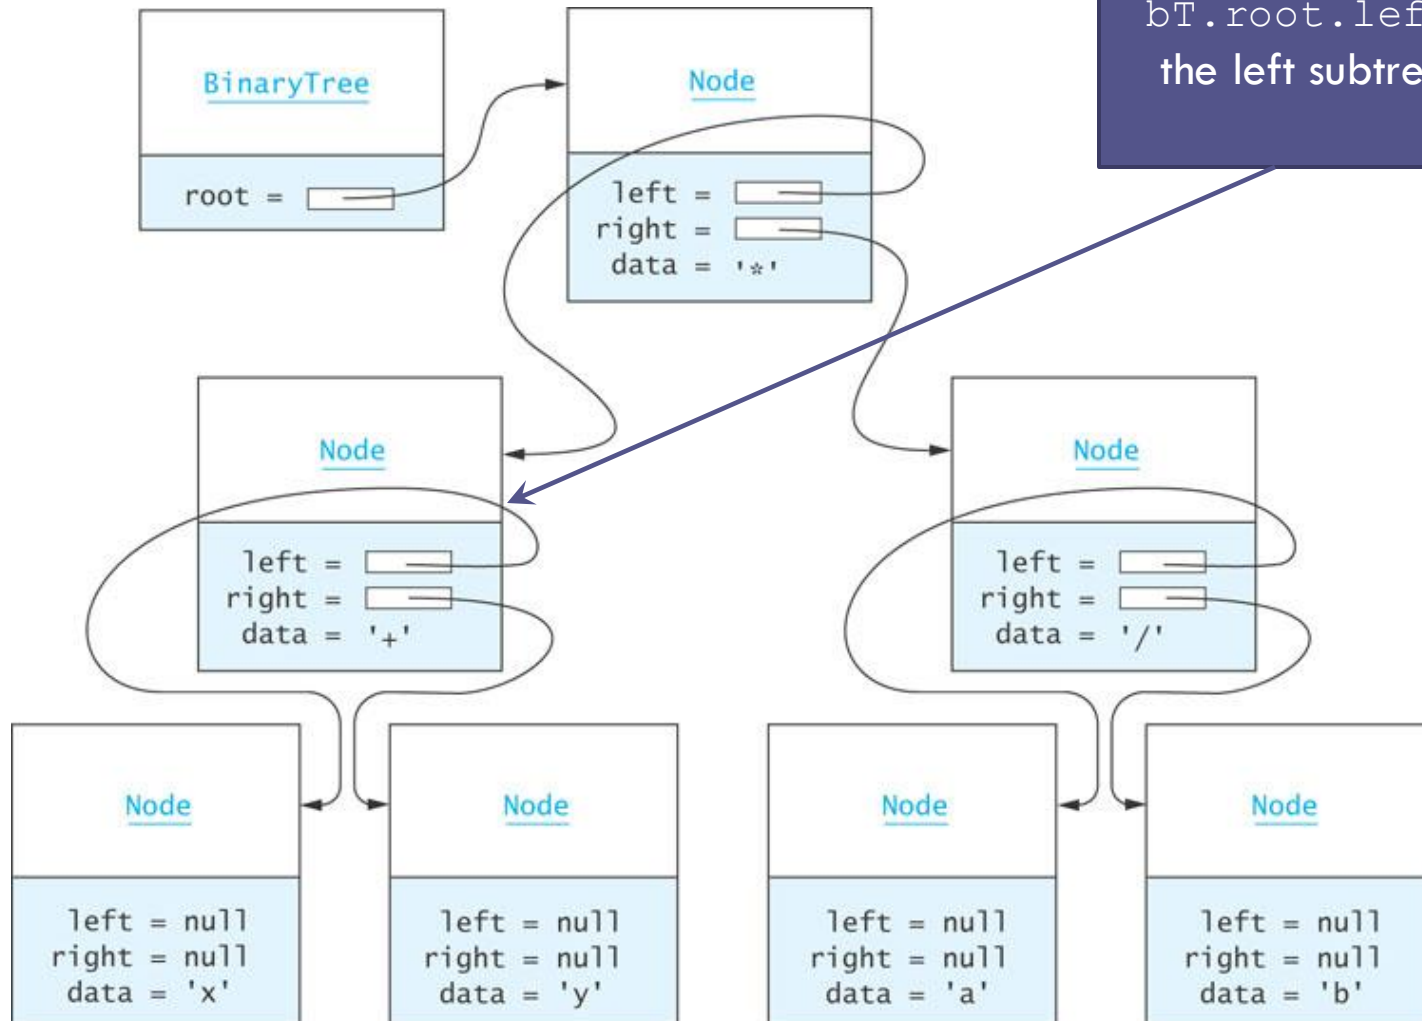 bT.root.lef
the left subtre
BinaryTree
root =
Node
left =
right =
data = '*'
Node
left =
right =
data = '+'
Node
left =
right =
data = '/'
Node
left = null
right = null
data = 'x'
Node
left = null
right = null
data = 'y'
Node
left = null
right = null
data = 'a'
Node
left = null
right = null
data = 'b'